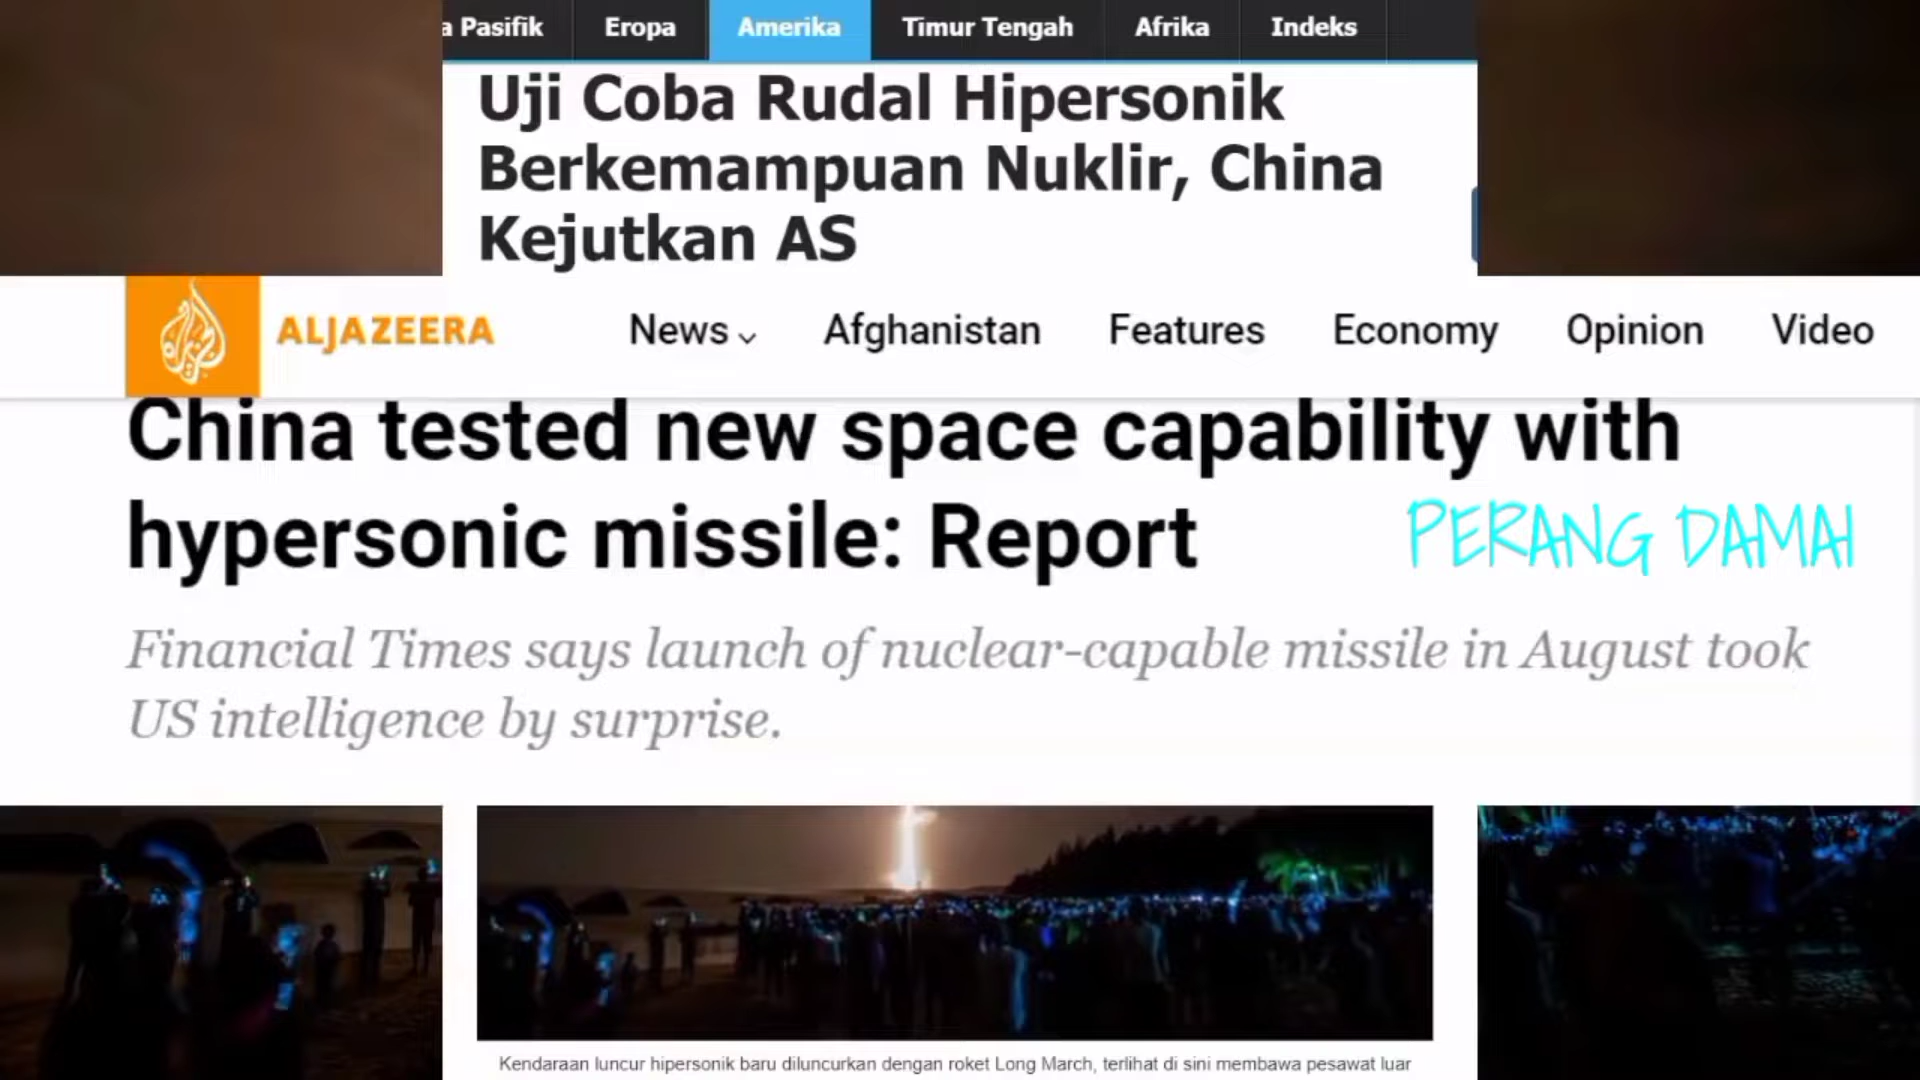 Pasifik Eropa Amerika Timur Tengah Afrika Indeks
Uji Coba Rudal Hipersonik
Berkemampuan Nuklir, China
Kejutkan AS
ALJAZEERA News Afghanistan Features Economy Opinion Video
China tested new space capability with
hypersonic missile: Report
PERANG DAMAI
Financial Times says launch of nuclear-capable missile in August took
US intelligence by surprise.
Kendaraan luncur hipersonik baru diluncurkan dengan roket Long March, terlihat di sini membawa pesawat luar